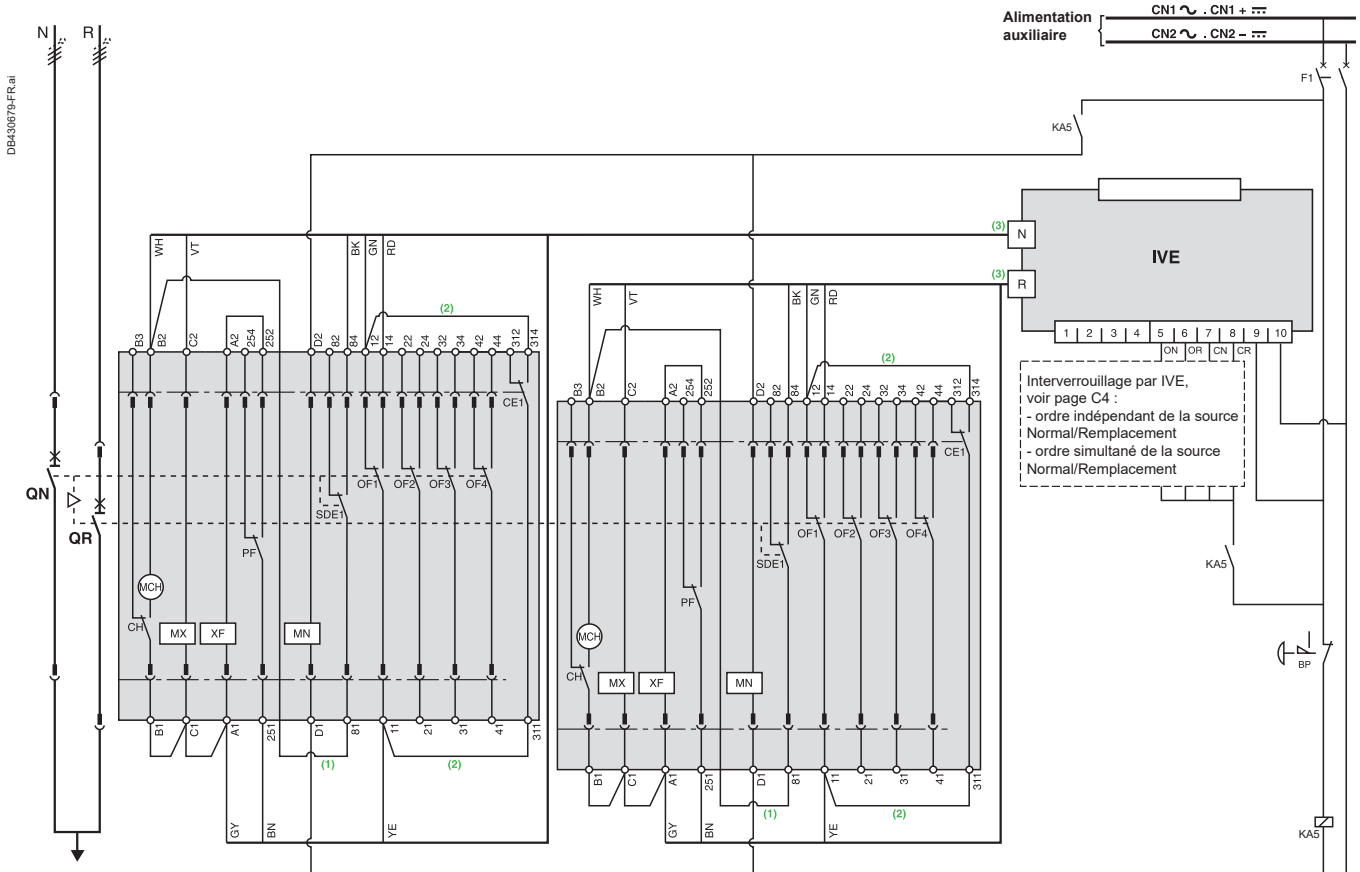 Alimentation
auxiliaire
CN1 . CN1 +
CN2 . CN2 –
N
R
DB430679-FR.ai
F1
KA5
(3)
N
(3)
R
IVE
1 2 3 4 5 6 7 8 9 10
ON OR CN CR
Interverrouillage par IVE,
voir page C4 :
- ordre indépendant de la source
Normal/Remplacement
- ordre simultané de la source
Normal/Remplacement
KA5
BP
KA5
WH VT BK GN RD
(2)
B3 B2 C2 A2 254 252 D2 82 84 12 14 22 24 32 34 42 44 312 314
CE1
QN
QR
OF1 OF2 OF3 OF4
SDE1
PF
MCH
CH
MX XF MN
B1 C1 A1 251 D1 81 11 21 31 41 311
(1)
(2)
GY BN YE
WH VT BK GN RD
(2)
B3 B2 C2 A2 254 252 D2 82 84 12 14 22 24 32 34 42 44 312 314
CE1
OF1 OF2 OF3 OF4
SDE1
PF
MCH
CH
MX XF MN
B1 C1 A1 251 D1 81 11 21 31 41 311
(1)
(2)
GY BN YE